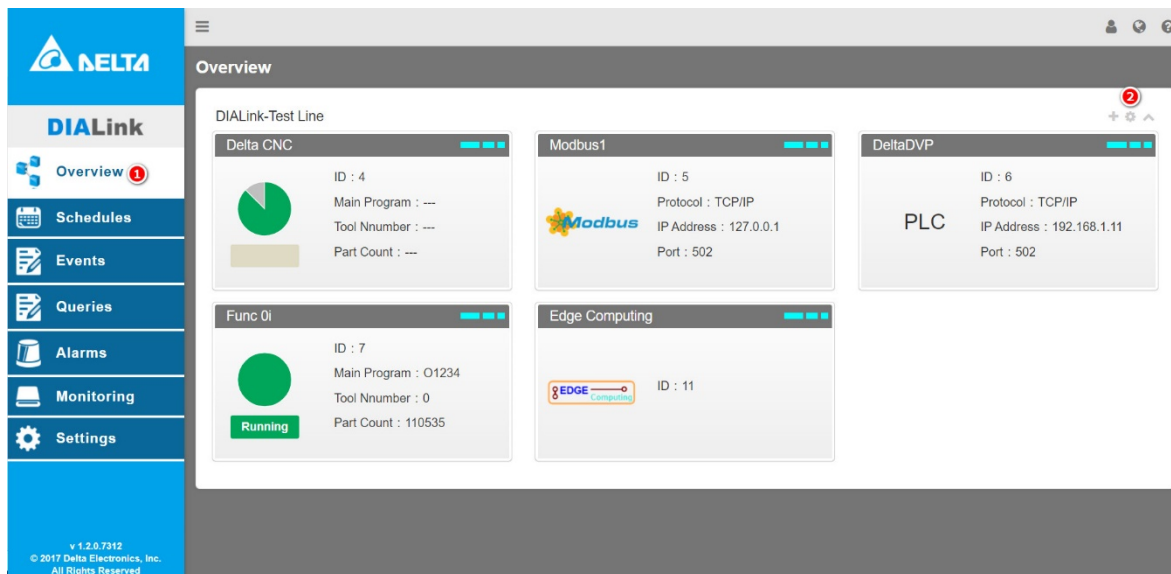 DELTA
DIALink
Overview 1
Schedules
Events
Queries
Alarms
Monitoring
Settings
v 1.2.0.7312
© 2017 Delta Electronics, Inc.
All Rights Reserved
Overview
2
DIALink-Test Line
Delta CNC
ID : 4
Main Program : ---
Tool Nnumber : ---
Part Count : ---
Modbus1
Modbus
ID : 5
Protocol : TCP/IP
IP Address : 127.0.0.1
Port : 502
DeltaDVP
PLC
ID : 6
Protocol : TCP/IP
IP Address : 192.168.1.11
Port : 502
Func 0i
Running
ID : 7
Main Program : O1234
Tool Nnumber : 0
Part Count : 110535
Edge Computing
EDGE
Computing
ID : 11